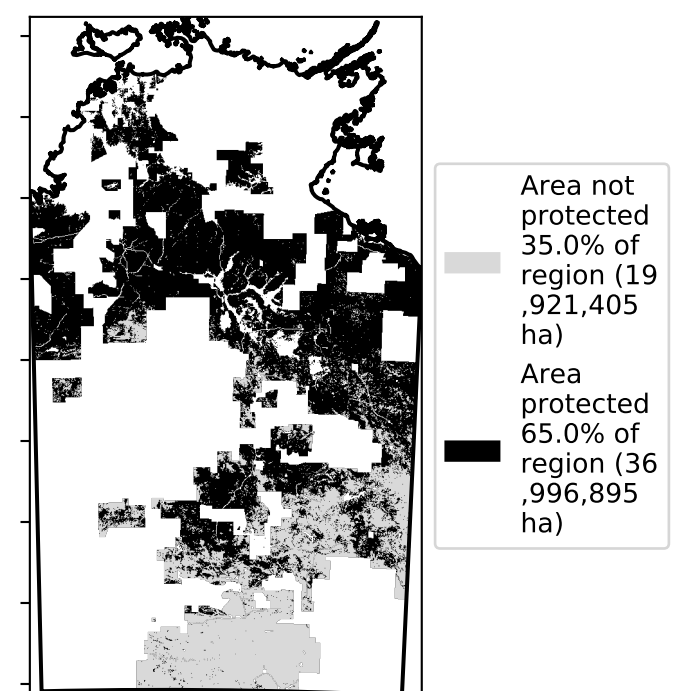 Area not
protected
35.0% of
region (19
,921,405
ha)
Area
protected
65.0% of
region (36
,996,895
ha)